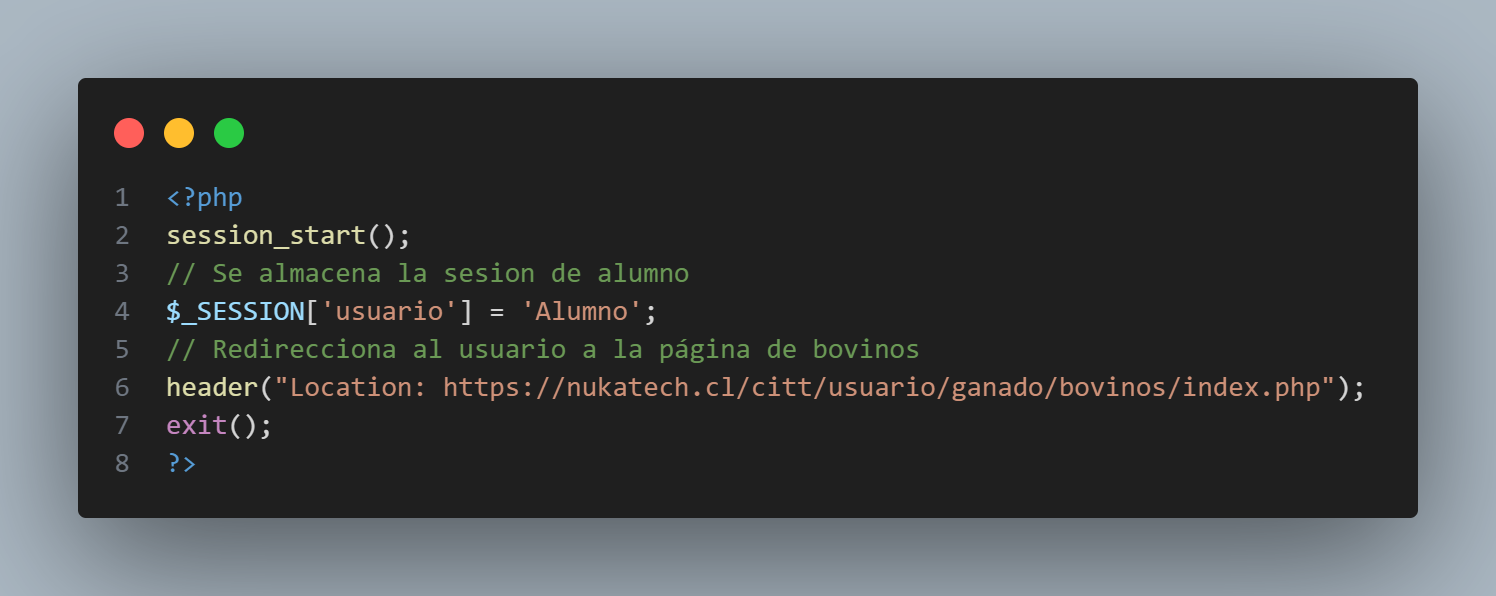 1 <?php
2 session_start();
3 // Se almacena la sesion de alumno
4 $_SESSION['usuario'] = 'Alumno';
5 // Redirecciona al usuario a la página de bovinos
6 header("Location: https://nukatech.cl/citt/usuario/ganado/bovinos/index.php");
7 exit();
8 ?>